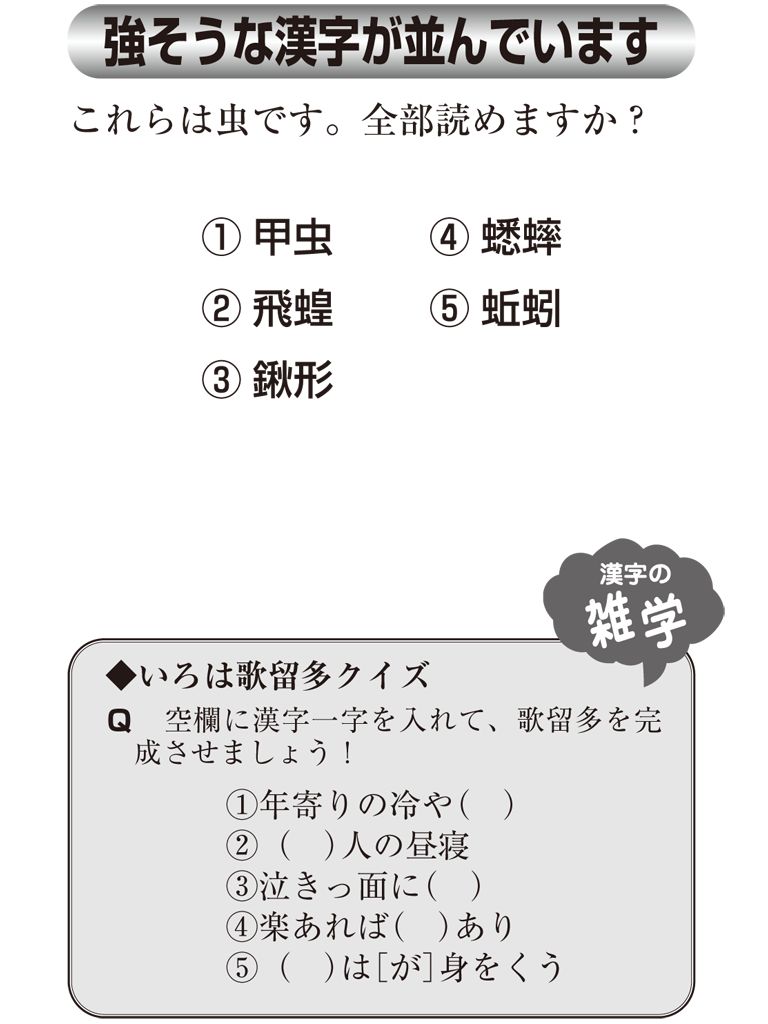 強そうな漢字が並んでいます
これらは虫です。全部読めますか？
① 甲虫
② 飛蝗
③ 鍬形
④ 蟋蟀
⑤ 蚯蚓
漢字の
雑学
◆いろは歌留多クイズ
Q　空欄に漢字一字を入れて、歌留多を完
成させましょう！
①年寄りの冷や(　)
②(　)人の昼寝
③泣きっ面に(　)
④楽あれば(　)あり
⑤(　)は[が]身をくう